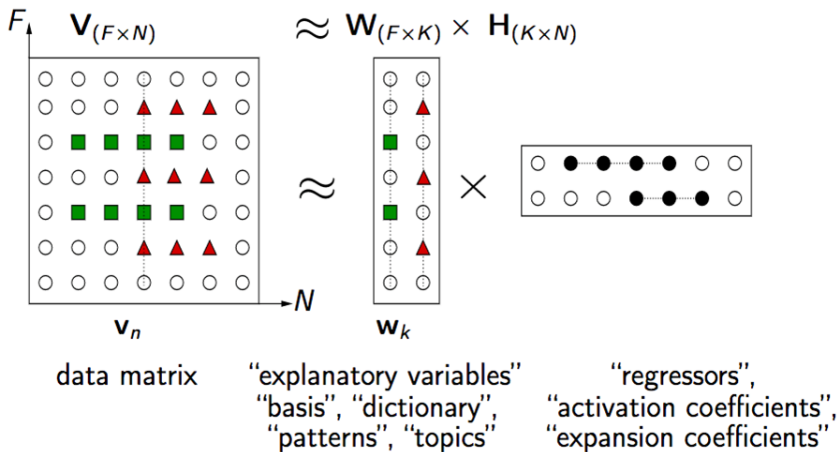 F V(F×N) ≈ W(F×K) × H(K×N)
≈ ×
N
vn wk
data matrix “explanatory variables” “regressors”,
“basis”, “dictionary”, “activation coefficients”,
“patterns”, “topics” “expansion coefficients”